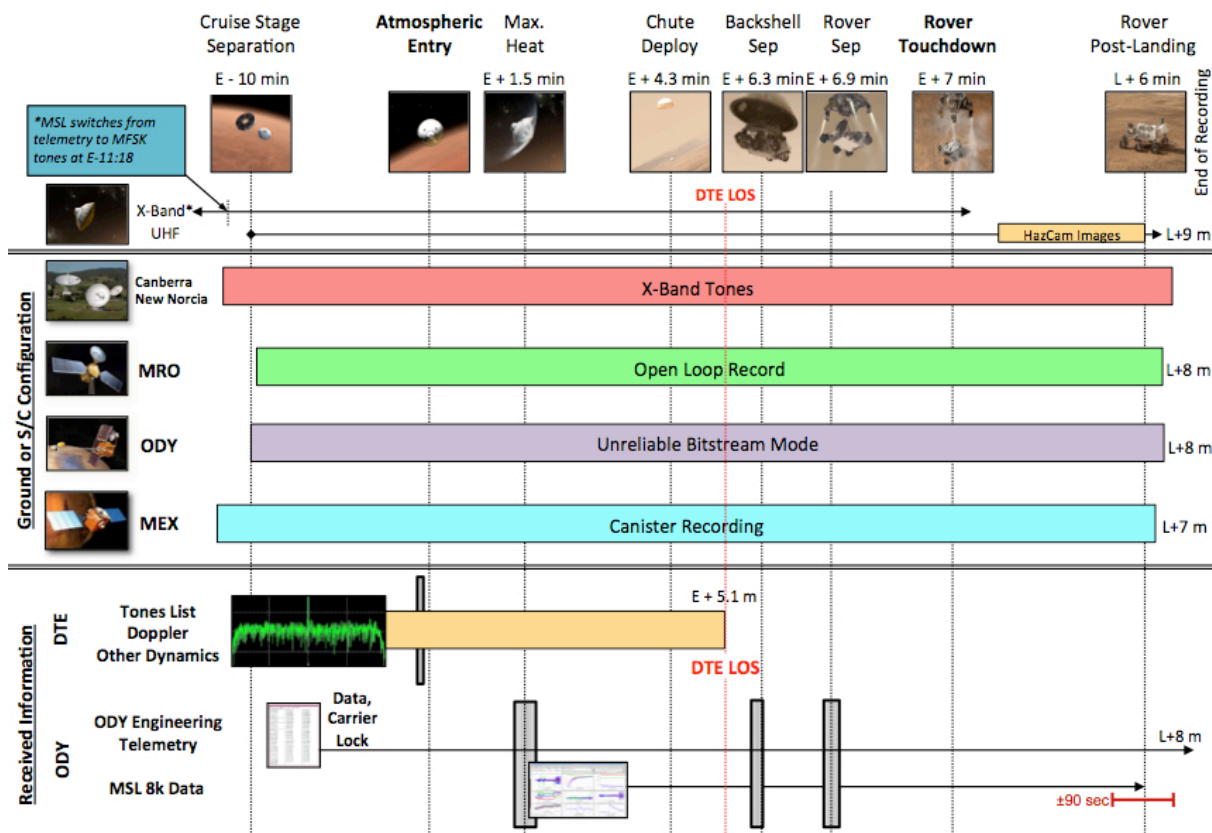 Cruise Stage
Separation
Atmospheric
Entry
Max.
Heat
Chute
Deploy
Backshell
Sep
Rover
Sep
Rover
Touchdown
Rover
Post-Landing
E - 10 min
E + 1.5 min
E + 4.3 min
E + 6.3 min
E + 6.9 min
E + 7 min
L + 6 min
End of Recording
*MSL switches from
telemetry to MFSK
tones at E-11:18
DTE LOS
X-Band*
UHF
HazCam Images
L+9 m
Ground or S/C Configuration
Canberra
New Norcia
X-Band Tones
MRO
Open Loop Record
L+8 m
ODY
Unreliable Bitstream Mode
L+8 m
MEX
Canister Recording
L+7 m
Received Information
DTE
Tones List
Doppler
Other Dynamics
E + 5.1 m
DTE LOS
ODY
ODY Engineering
Telemetry
Data,
Carrier
Lock
L+8 m
MSL 8k Data
±90 sec